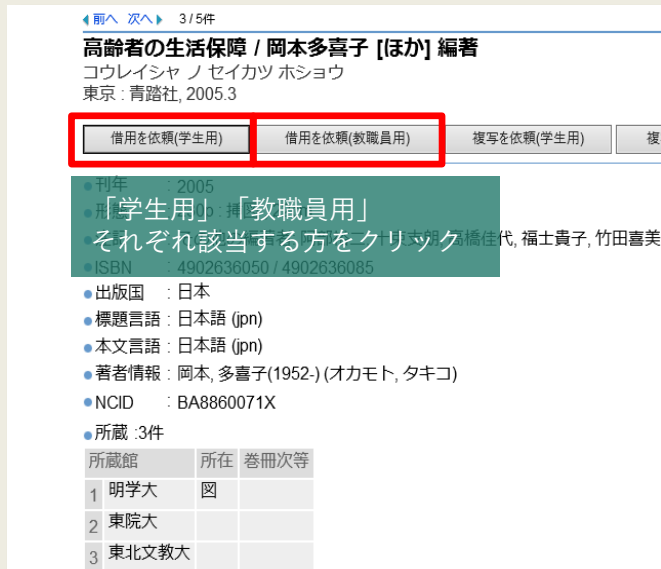 前へ 次へ 3/5件
高齢者の生活保障 / 岡本多喜子 [ほか] 編著
コウレイシャ ノ セイカツ ホショウ
東京 : 青踏社, 2005.3
借用を依頼(学生用) 借用を依頼(教職員用) 複写を依頼(学生用) 複
刊年 : 2005
「学生用」「教職員用」
それぞれ該当する方をクリック
高橋佳代, 福士貴子, 竹田喜美
ISBN : 4902636050 / 4902636085
出版国 : 日本
標題言語 : 日本語 (jpn)
本文言語 : 日本語 (jpn)
著者情報 : 岡本, 多喜子(1952-) (オカモト, タキコ)
NCID : BA8860071X
所蔵 :3件
所蔵館 所在 巻冊次等
1 明学大 図
2 東院大
3 東北文教大